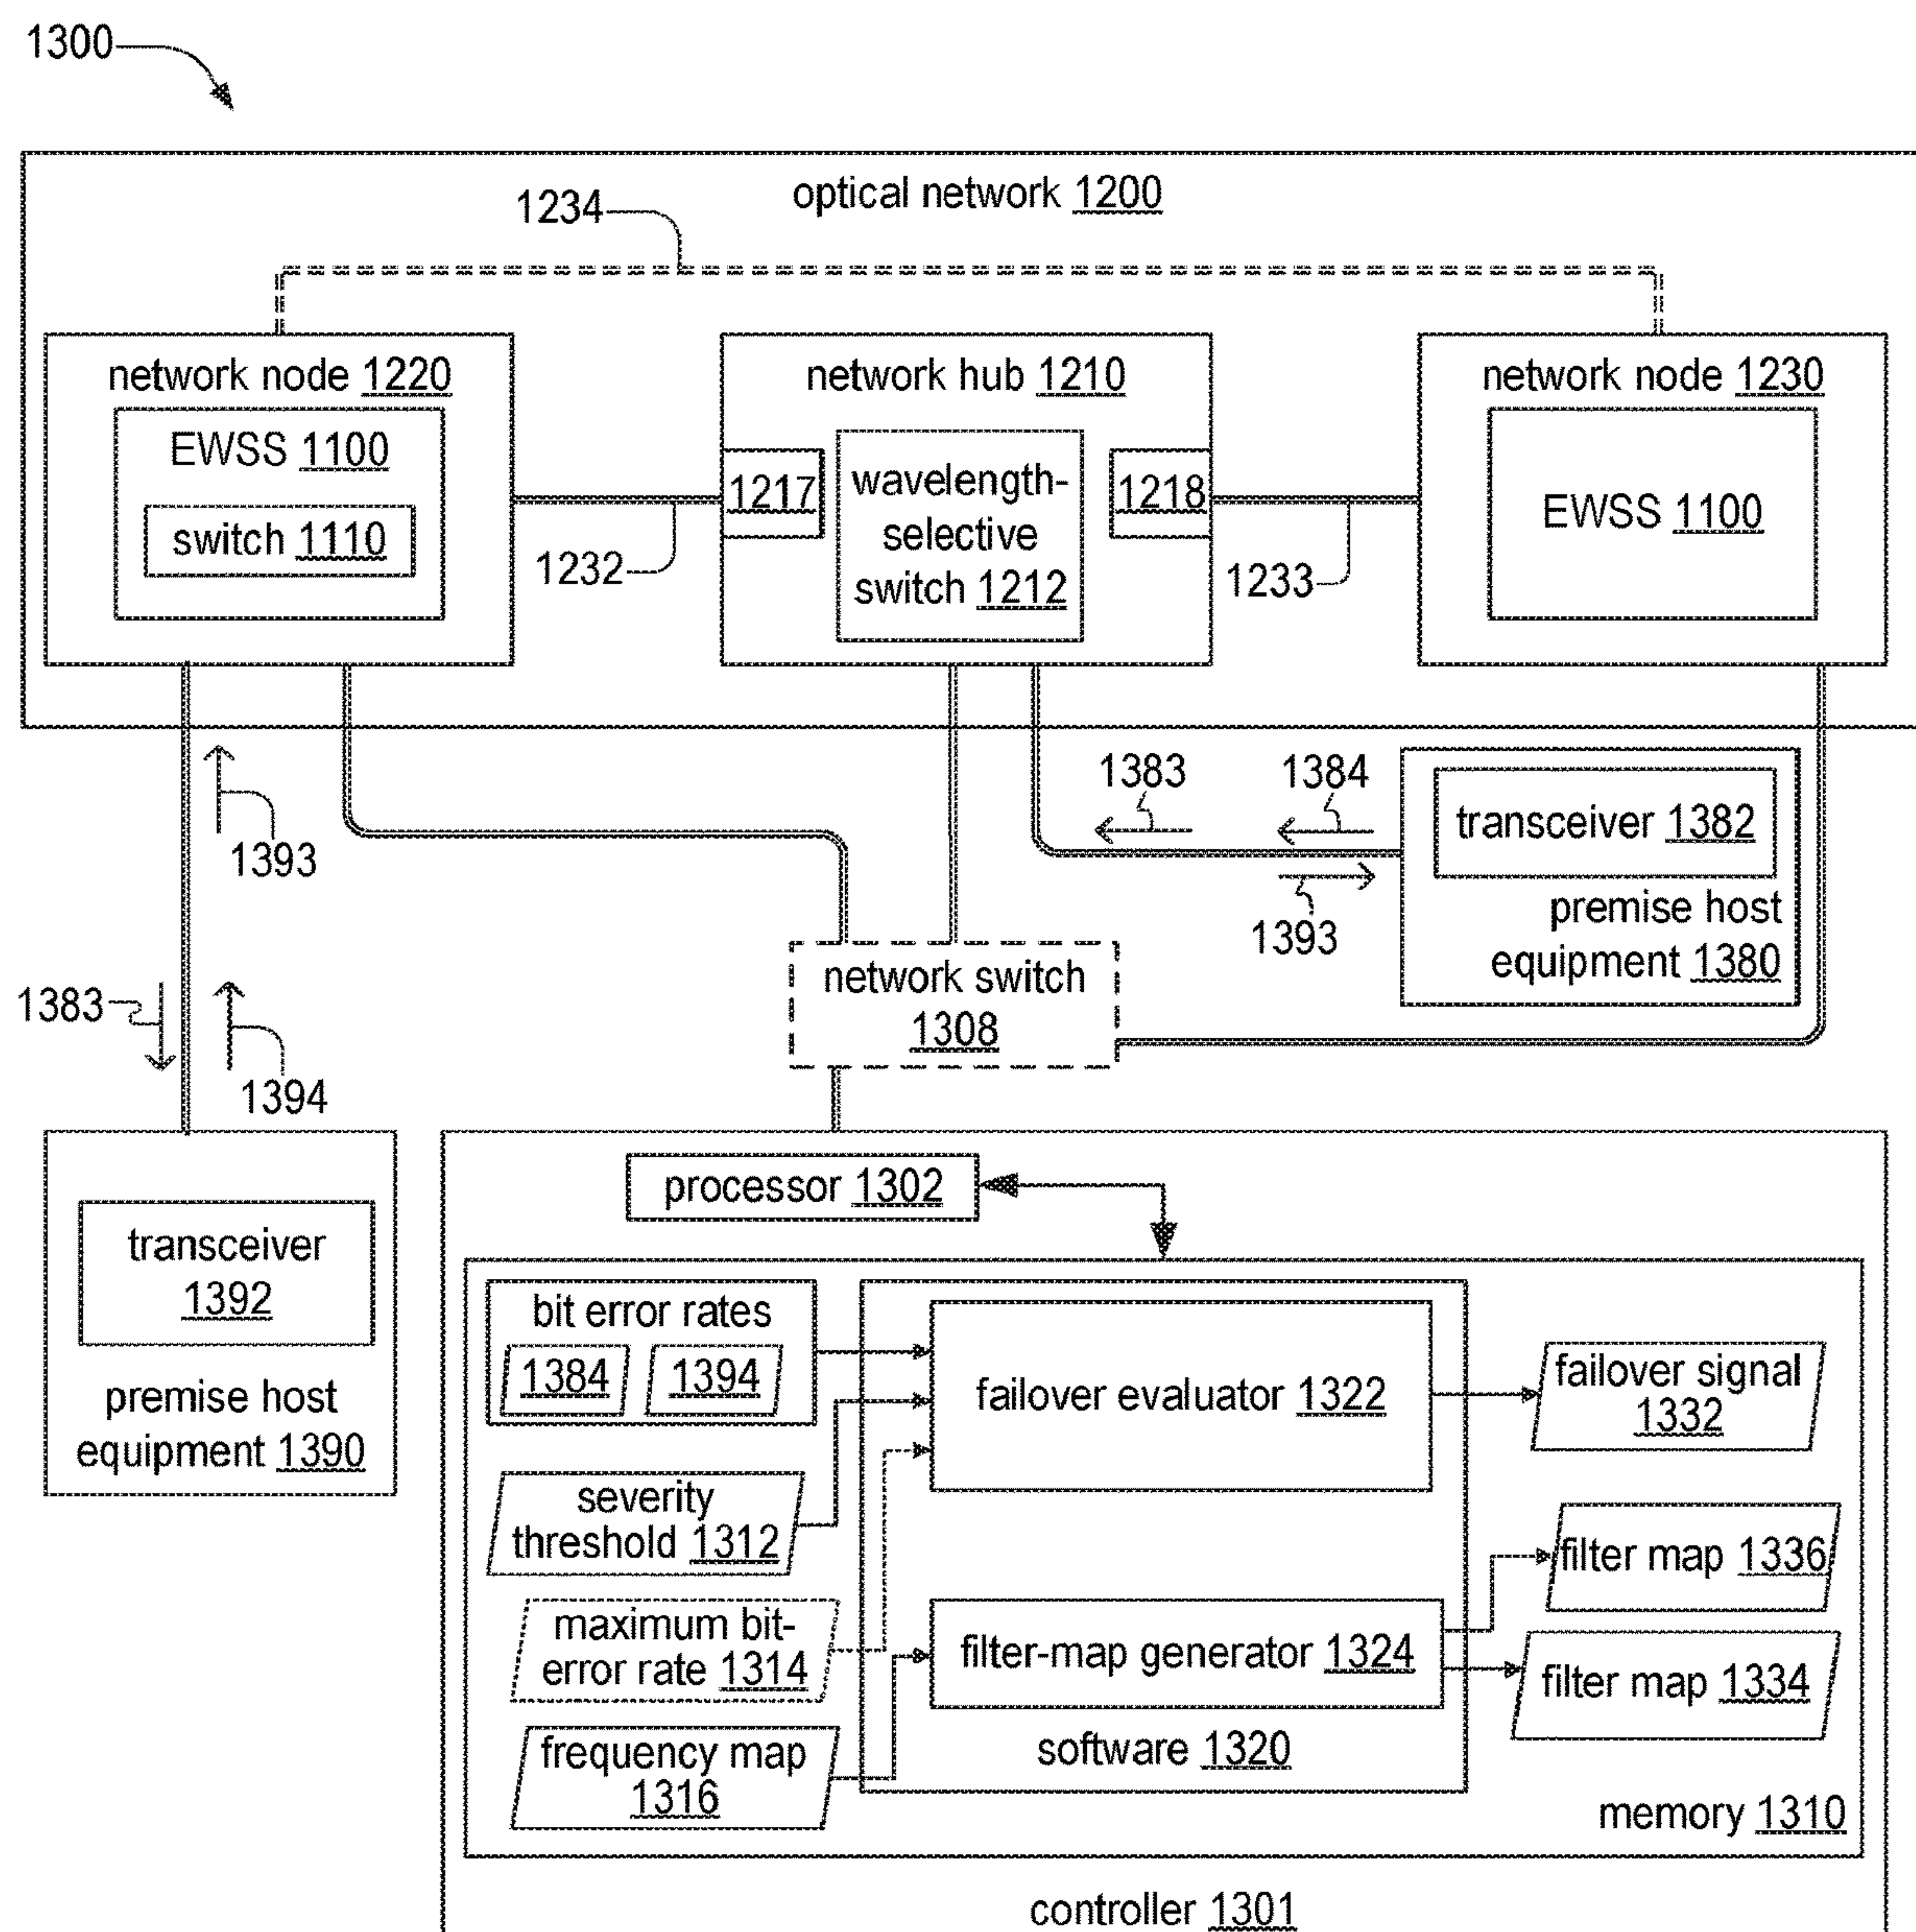 1300
optical network 1200
1234
network node 1220
EWSS 1100
switch 1110
1232
network hub 1210
1217
wavelength-
selective
switch 1212
1218
1233
network node 1230
EWSS 1100
1393
1383
1394
1383
1384
1393
transceiver 1382
premise host
equipment 1380
network switch
1308
transceiver
1392
premise host
equipment 1390
processor 1302
bit error rates
1384
1394
severity
threshold 1312
maximum bit-
error rate 1314
frequency map
1316
failover evaluator 1322
filter-map generator 1324
software 1320
failover signal
1332
filter map 1336
filter map 1334
memory 1310
controller 1301